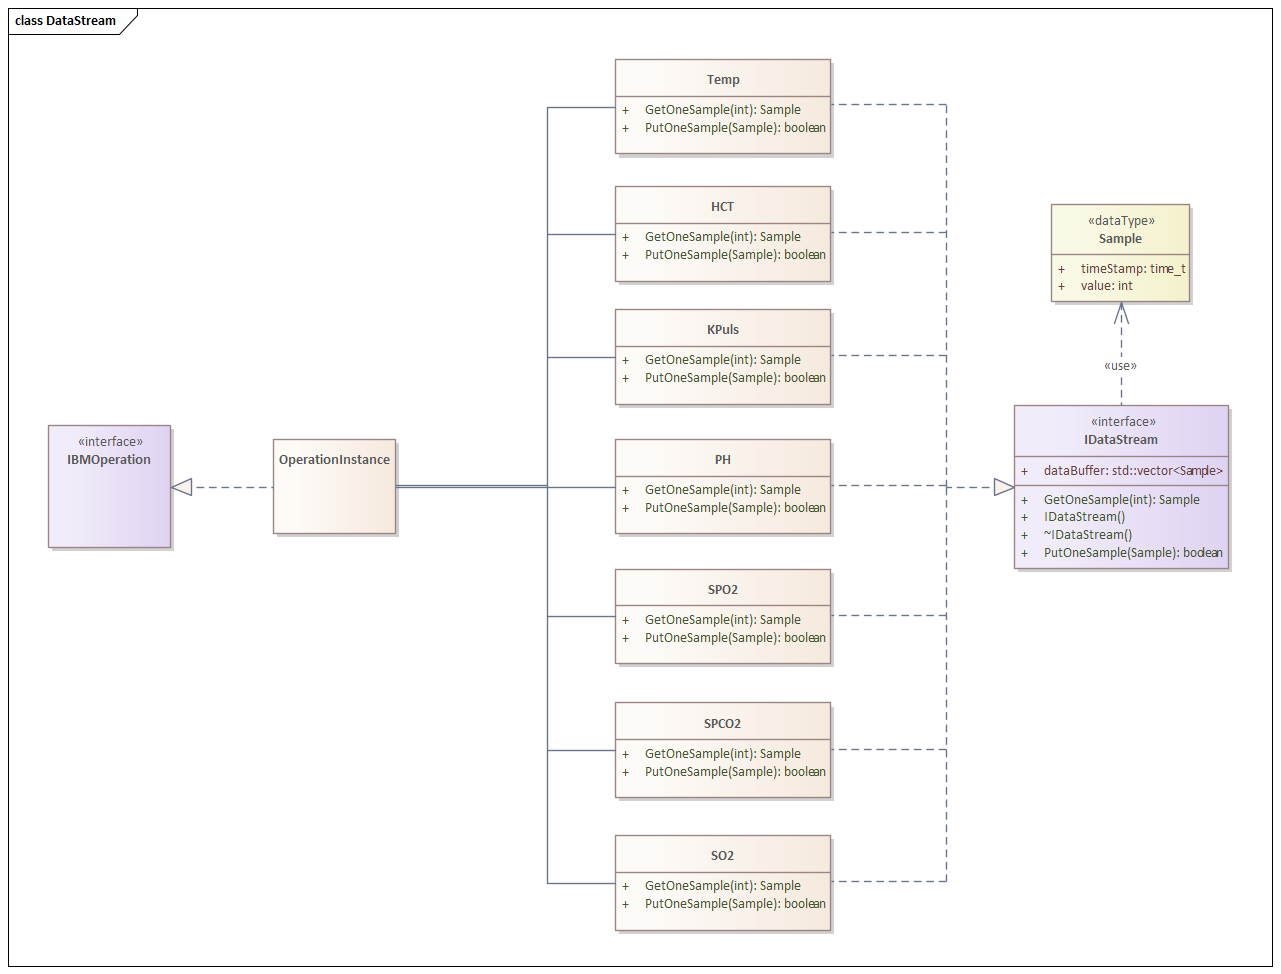 class DataStream
Temp
+ GetOneSample(int): Sample
+ PutOneSample(Sample): boolean
HCT
+ GetOneSample(int): Sample
+ PutOneSample(Sample): boolean
KPuls
+ GetOneSample(int): Sample
+ PutOneSample(Sample): boolean
«interface»
IBMOperation
OperationInstance
PH
+ GetOneSample(int): Sample
+ PutOneSample(Sample): boolean
SPO2
+ GetOneSample(int): Sample
+ PutOneSample(Sample): boolean
SPCO2
+ GetOneSample(int): Sample
+ PutOneSample(Sample): boolean
SO2
+ GetOneSample(int): Sample
+ PutOneSample(Sample): boolean
«dataType»
Sample
+ timeStamp: time_t
+ value: int
«use»
«interface»
IDataStream
+ dataBuffer: std::vector<Sample>
+ GetOneSample(int): Sample
+ IDataStream()
+ ~IDataStream()
+ PutOneSample(Sample): boolean